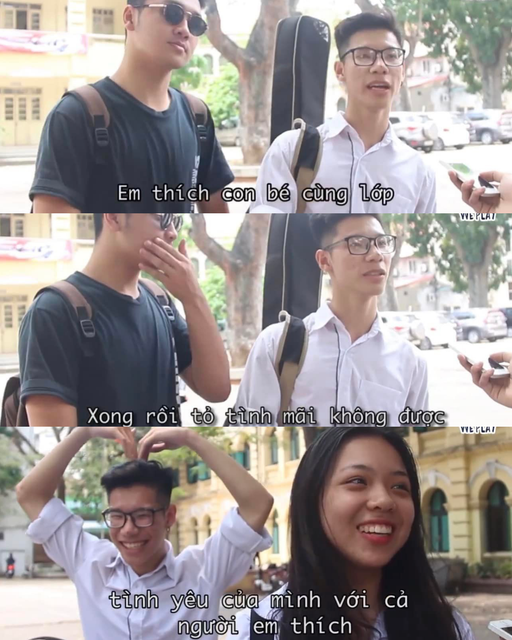 Em thích con bé cùng lớp
WEPLAY
Xong rồi tỏ tình mãi không được
WEPLAY
tình yêu của mình với cả
người em thích